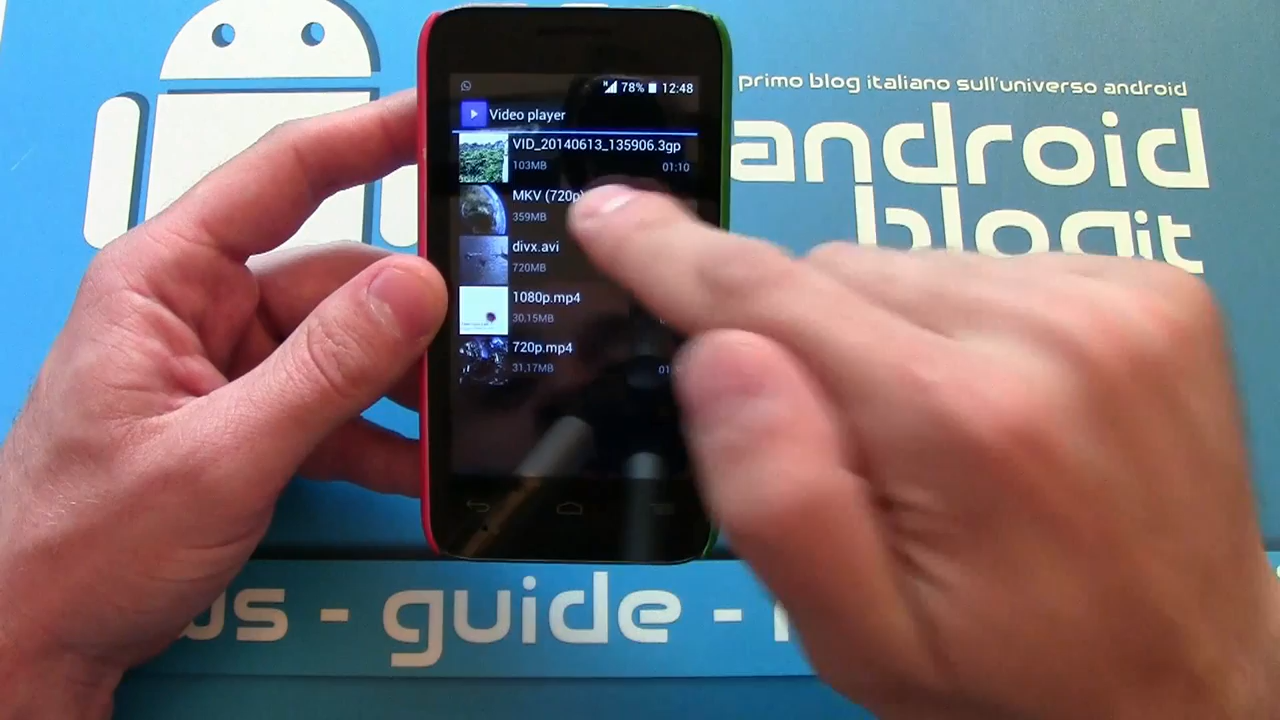 78% 12:48
Video player
VID_20140613_135906.3gp
103MB 01:10
MKV (720p)
359MB
divx.avi
720MB
1080p.mp4
30,15MB
720p.mp4
31,17MB
primo blog italiano sull'universo android
android
blogit
guide -